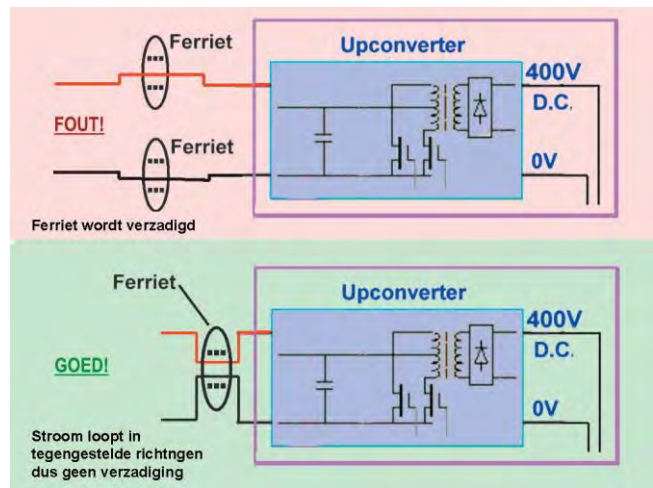 Ferriet
Upconverter
400V
D.C.
FOUT!
Ferriet
0V
Ferriet wordt verzadigd
Ferriet
Upconverter
400V
D.C.
GOED!
0V
Stroom loopt in
tegengestelde richtngen
dus geen verzadiging